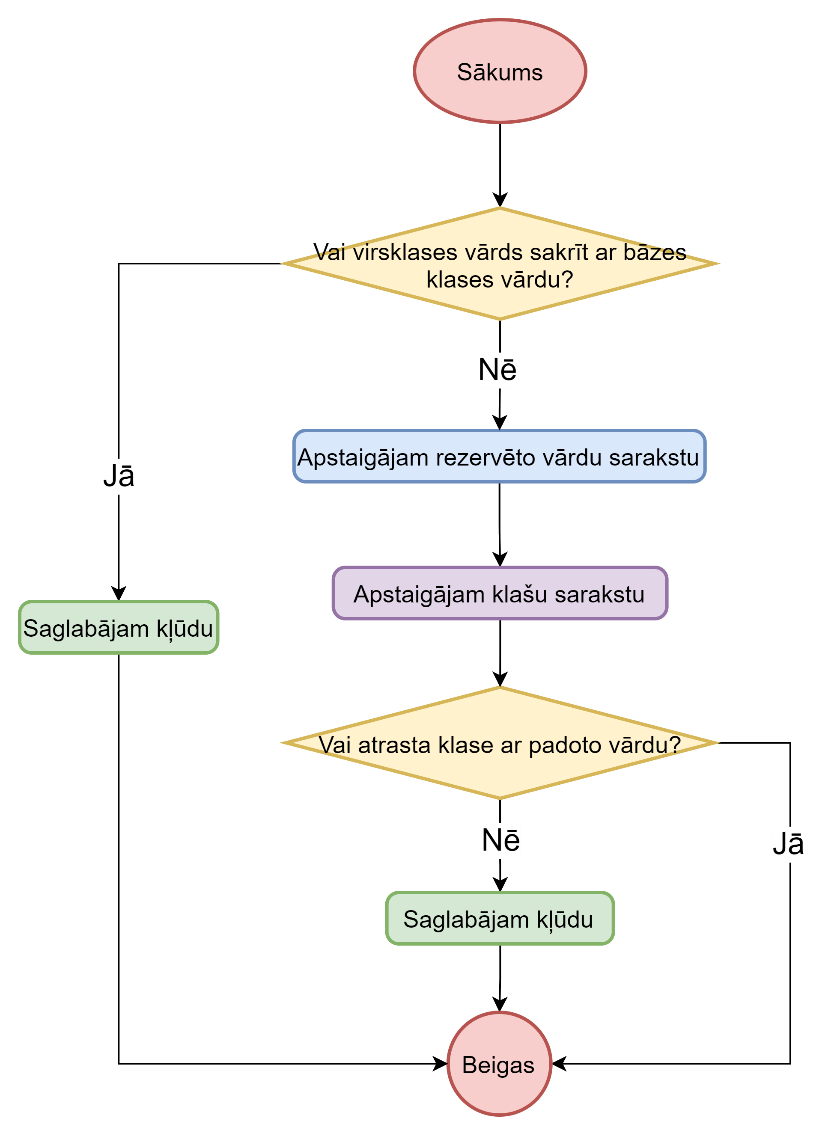 Sākums
Vai virsklases vārds sakrīt ar bāzes
klases vārdu?
Nē
Apstaigājam rezervēto vārdu sarakstu
Jā
Apstaigājam klašu sarakstu
Saglabājam kļūdu
Vai atrasta klase ar padoto vārdu?
Nē
Jā
Saglabājam kļūdu
Beigas